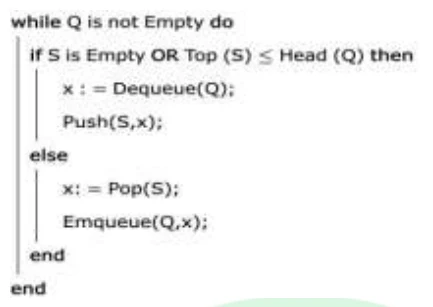 while Q is not Empty do
if S is Empty OR Top (S) ≤ Head (Q) then
x : = Dequeue(Q);
Push(S,x);
else
x: = Pop(S);
Emqueue(Q,x);
end
end